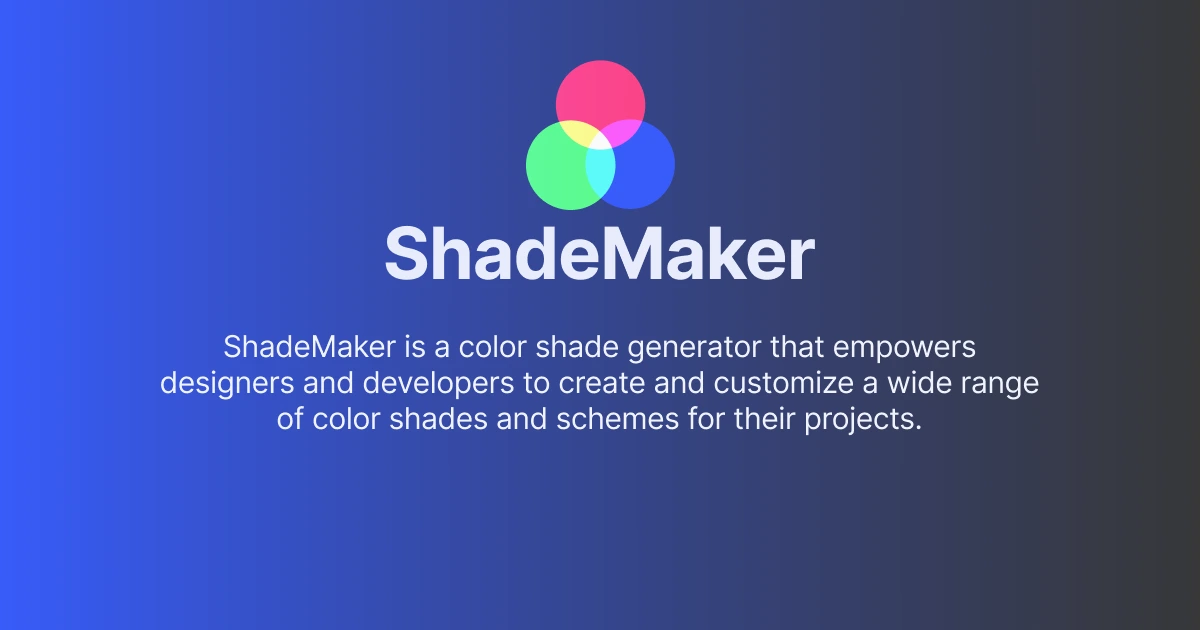 ShadeMaker
ShadeMaker is a color shade generator that empowers
designers and developers to create and customize a wide range
of color shades and schemes for their projects.